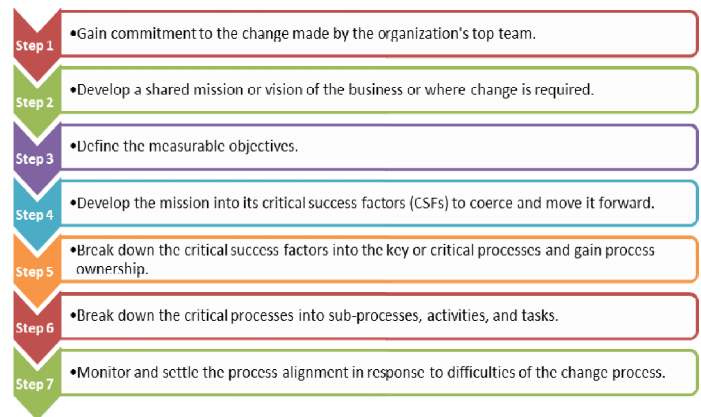 Step 1
•Gain commitment to the change made by the organization's top team.
Step 2
•Develop a shared mission or vision of the business or where change is required.
Step 3
•Define the measurable objectives.
Step 4
•Develop the mission into its critical success factors (CSFs) to coerce and move it forward.
Step 5
•Break down the critical success factors into the key or critical processes and gain process
ownership.
Step 6
•Break down the critical processes into sub-processes, activities, and tasks.
Step 7
•Monitor and settle the process alignment in response to difficulties of the change process.